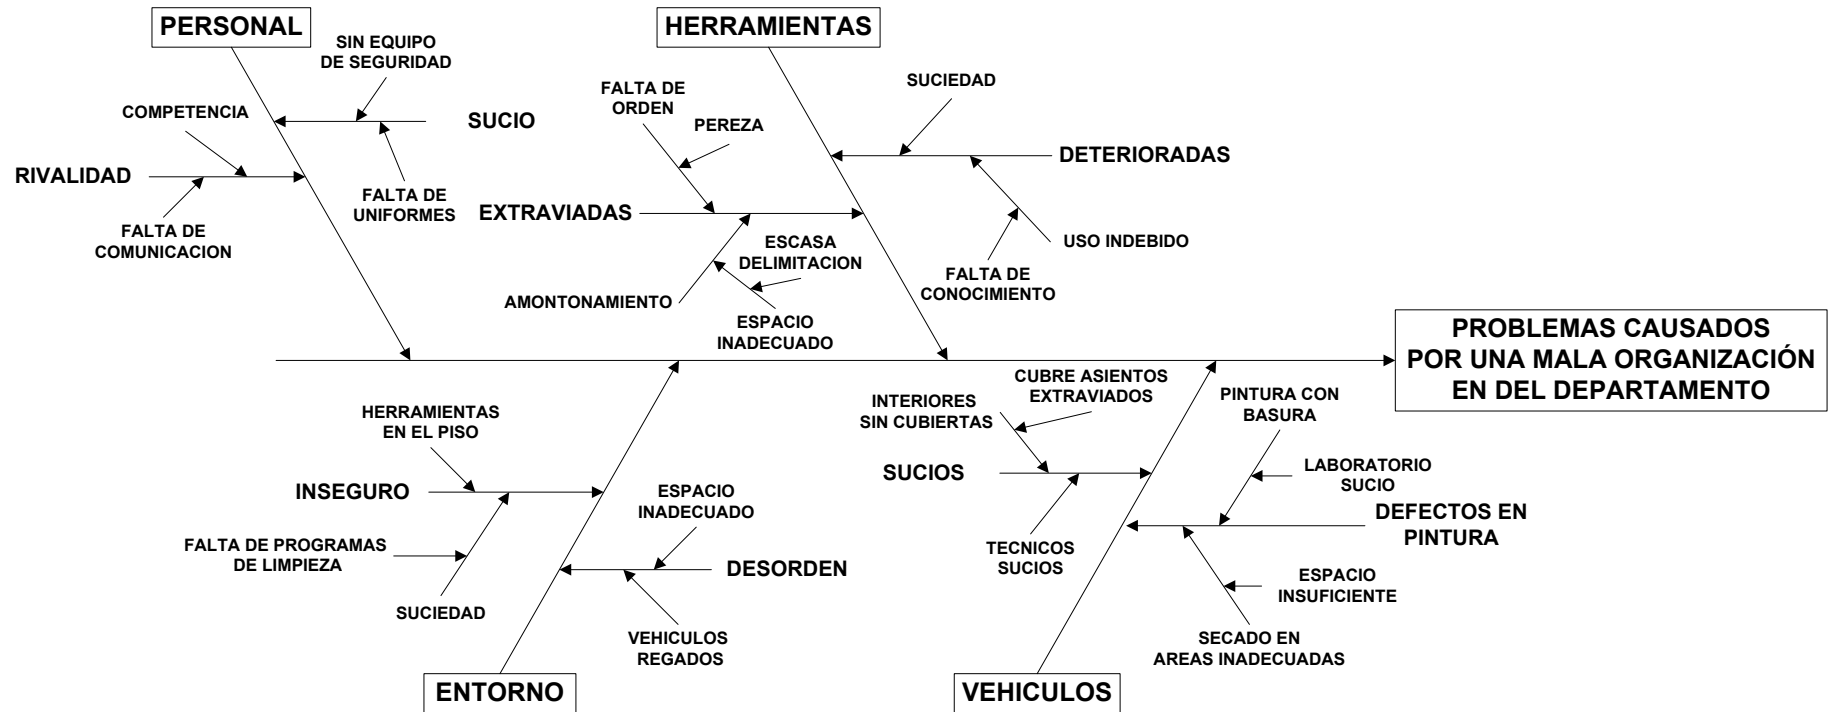 PERSONAL
HERRAMIENTAS
SIN EQUIPO
DE SEGURIDAD
COMPETENCIA
SUCIO
RIVALIDAD
FALTA DE
UNIFORMES
FALTA DE
COMUNICACION
FALTA DE
ORDEN
PEREZA
SUCIEDAD
DETERIORADAS
EXTRAVIADAS
ESCASA
DELIMITACION
AMONTONAMIENTO
ESPACIO
INADECUADO
USO INDEBIDO
FALTA DE
CONOCIMIENTO
PROBLEMAS CAUSADOS
POR UNA MALA ORGANIZACIÓN
EN DEL DEPARTAMENTO
HERRAMIENTAS
EN EL PISO
INSEGURO
FALTA DE PROGRAMAS
DE LIMPIEZA
SUCIEDAD
ESPACIO
INADECUADO
DESORDEN
VEHICULOS
REGADOS
ENTORNO
CUBRE ASIENTOS
EXTRAVIADOS
INTERIORES
SIN CUBIERTAS
SUCIOS
TECNICOS
SUCIOS
PINTURA CON
BASURA
LABORATORIO
SUCIO
DEFECTOS EN
PINTURA
ESPACIO
INSUFICIENTE
SECADO EN
AREAS INADECUADAS
VEHICULOS